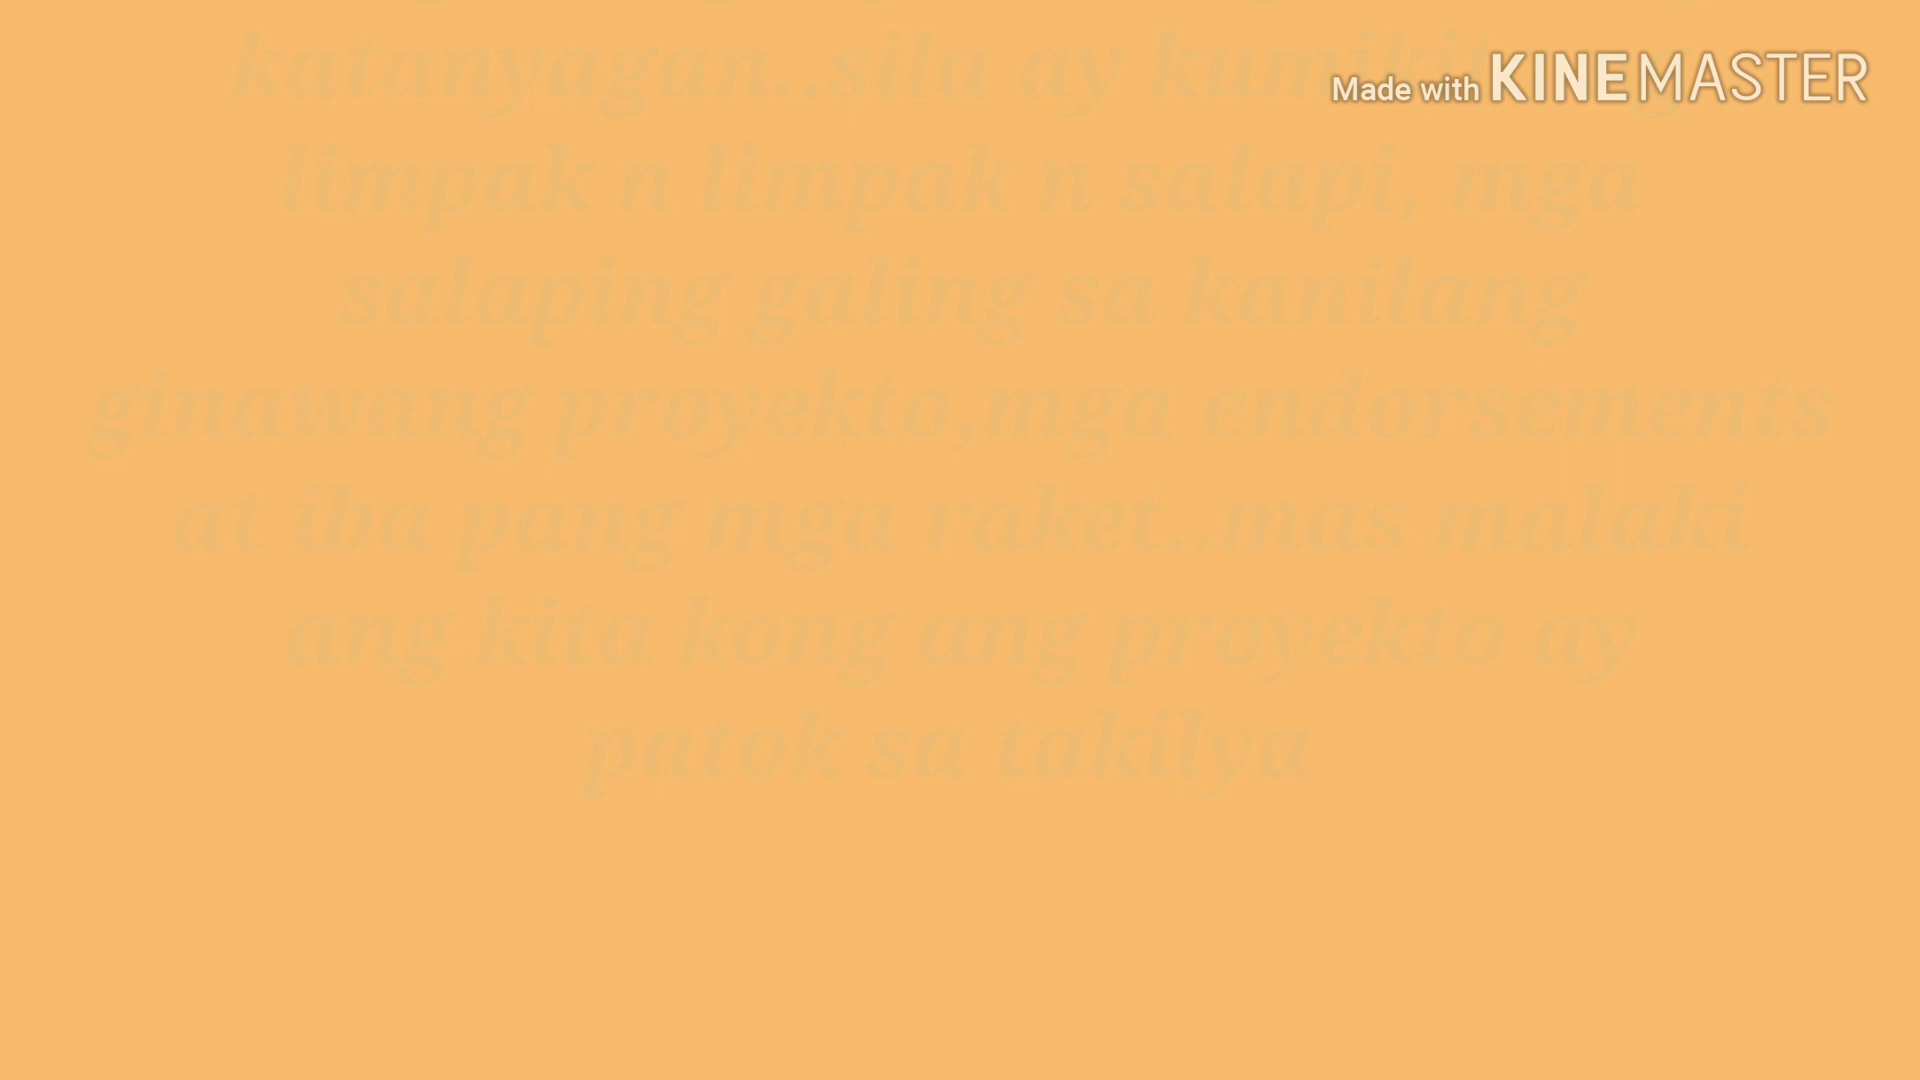 katanyagan..sila ay
Made with KINEMASTER
limpak n limpak n salapi, mga
salaping galing sa kanilang
ginawang proyekto,mga endorsements
at iba pang mga raket..mas malaki
ang kita kong ang proyekto ay
patok sa takilya